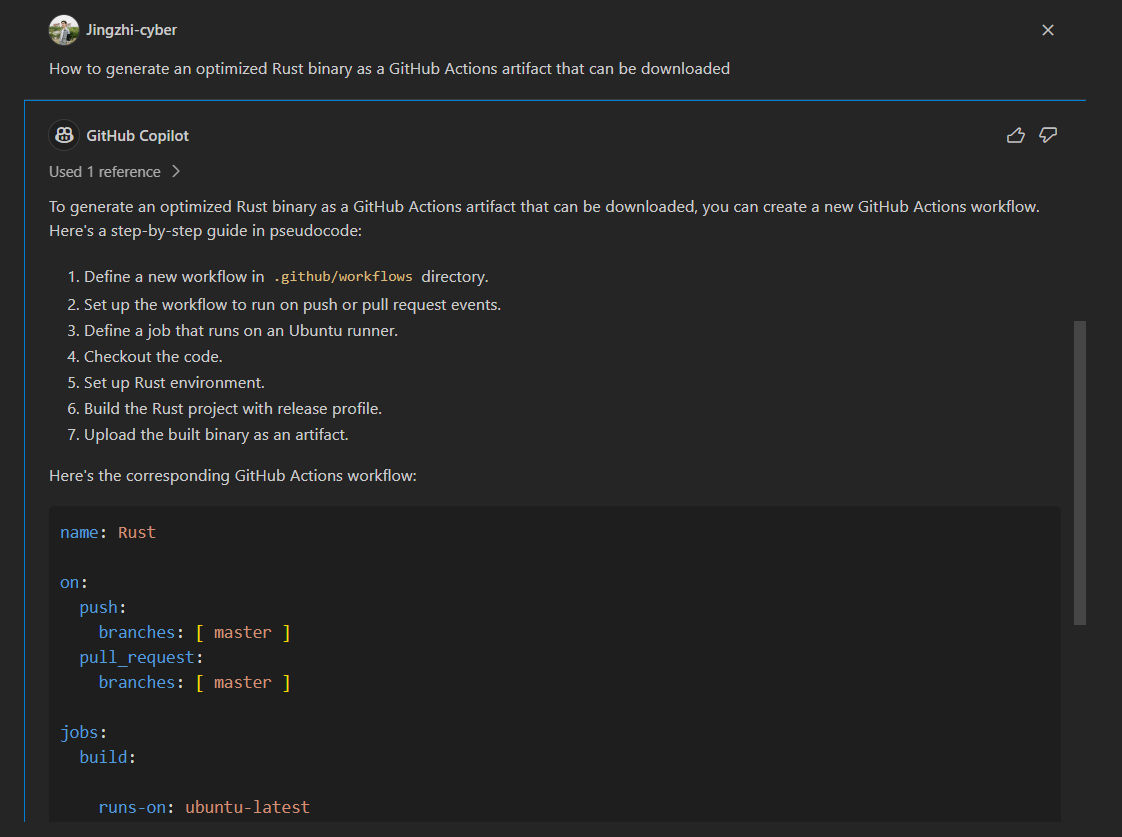 Jingzhi-cyber
How to generate an optimized Rust binary as a GitHub Actions artifact that can be downloaded
GitHub Copilot
Used 1 reference
To generate an optimized Rust binary as a GitHub Actions artifact that can be downloaded, you can create a new GitHub Actions workflow.
Here's a step-by-step guide in pseudocode:
1. Define a new workflow in .github/workflows directory.
2. Set up the workflow to run on push or pull request events.
3. Define a job that runs on an Ubuntu runner.
4. Checkout the code.
5. Set up Rust environment.
6. Build the Rust project with release profile.
7. Upload the built binary as an artifact.
Here's the corresponding GitHub Actions workflow:
name: Rust
on:
  push:
    branches: [ master ]
  pull_request:
    branches: [ master ]
jobs:
  build:
    runs-on: ubuntu-latest